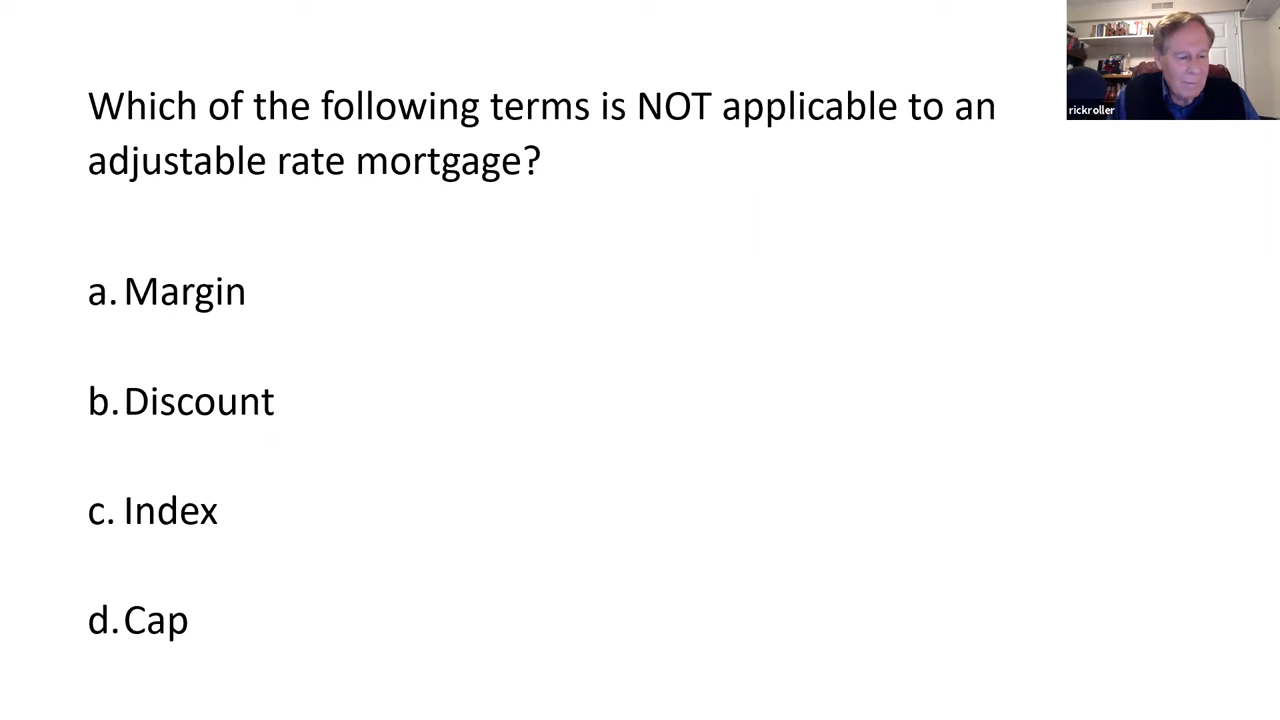 Which of the following terms is NOT applicable to an
adjustable rate mortgage?
rickroller
a. Margin
b. Discount
c. Index
d. Cap